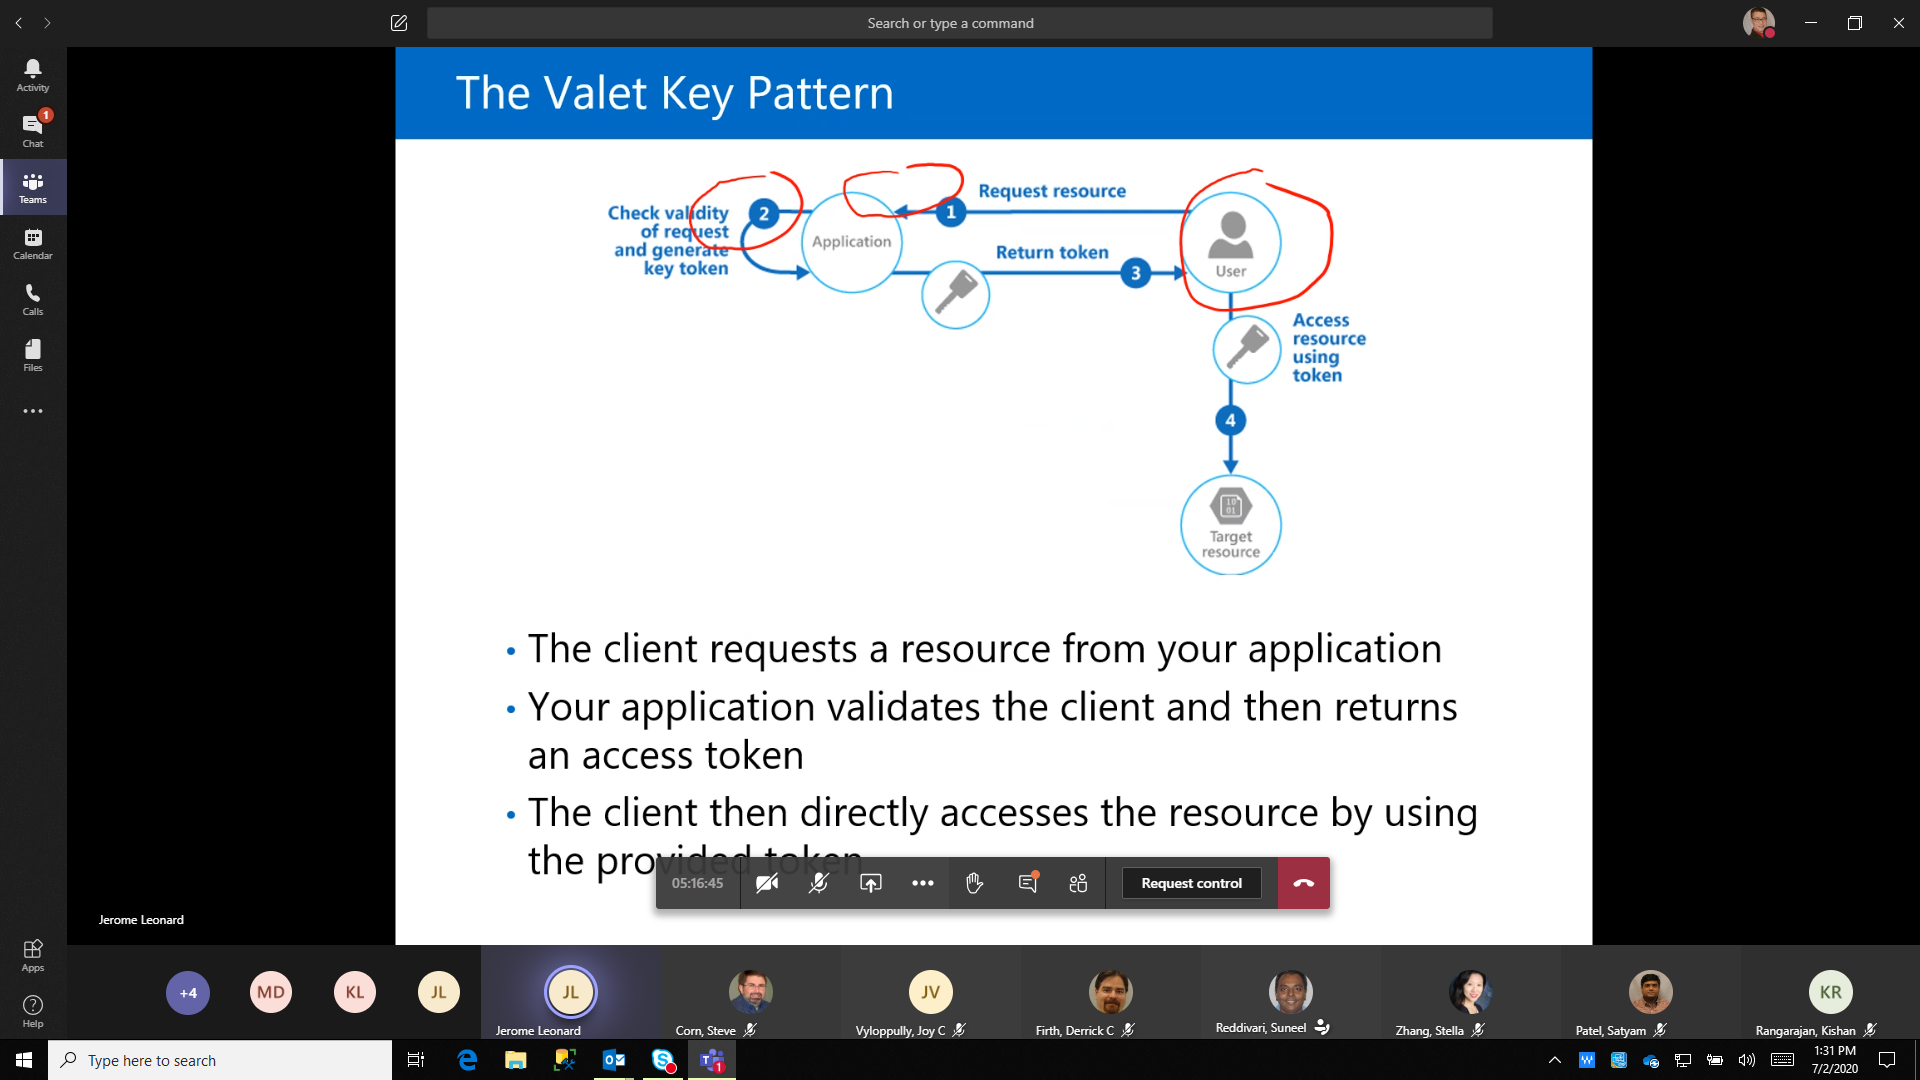 Search or type a command
Activity
1
Chat
Teams
Calendar
Calls
Files
Apps
Help
The Valet Key Pattern
Request resource
1
2
Check validity
of request
and generate
key token
Application
Return token
3
User
Access
resource
using
token
4
10
01
Target
resource
• The client requests a resource from your application
• Your application validates the client and then returns
an access token
• The client then directly accesses the resource by using
the provided token
05:16:45
Request control
Jerome Leonard
+4
MD
KL
JL
JL
Jerome Leonard
Corn, Steve
JV
Vyloppully, Joy C
Firth, Derrick C
Reddivari, Suneel
Zhang, Stella
Patel, Satyam
KR
Rangarajan, Kishan
Type here to search
1:31 PM
7/2/2020